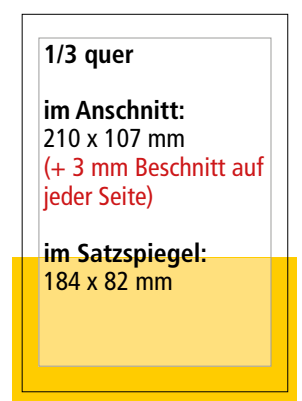 1/3 quer
im Anschnitt:
210 x 107 mm
(+ 3 mm Beschnitt auf
jeder Seite)
im Satzspiegel:
184 x 82 mm